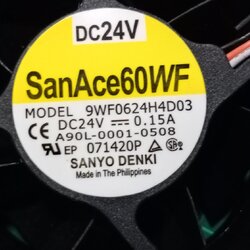 DC24V
SanAce60WF
MODEL 9WF0624H4D03
DC24V ⎓ 0.15A
A90L-0001-0508
EP 071420P
SANYO DENKI
Made in The Philippines